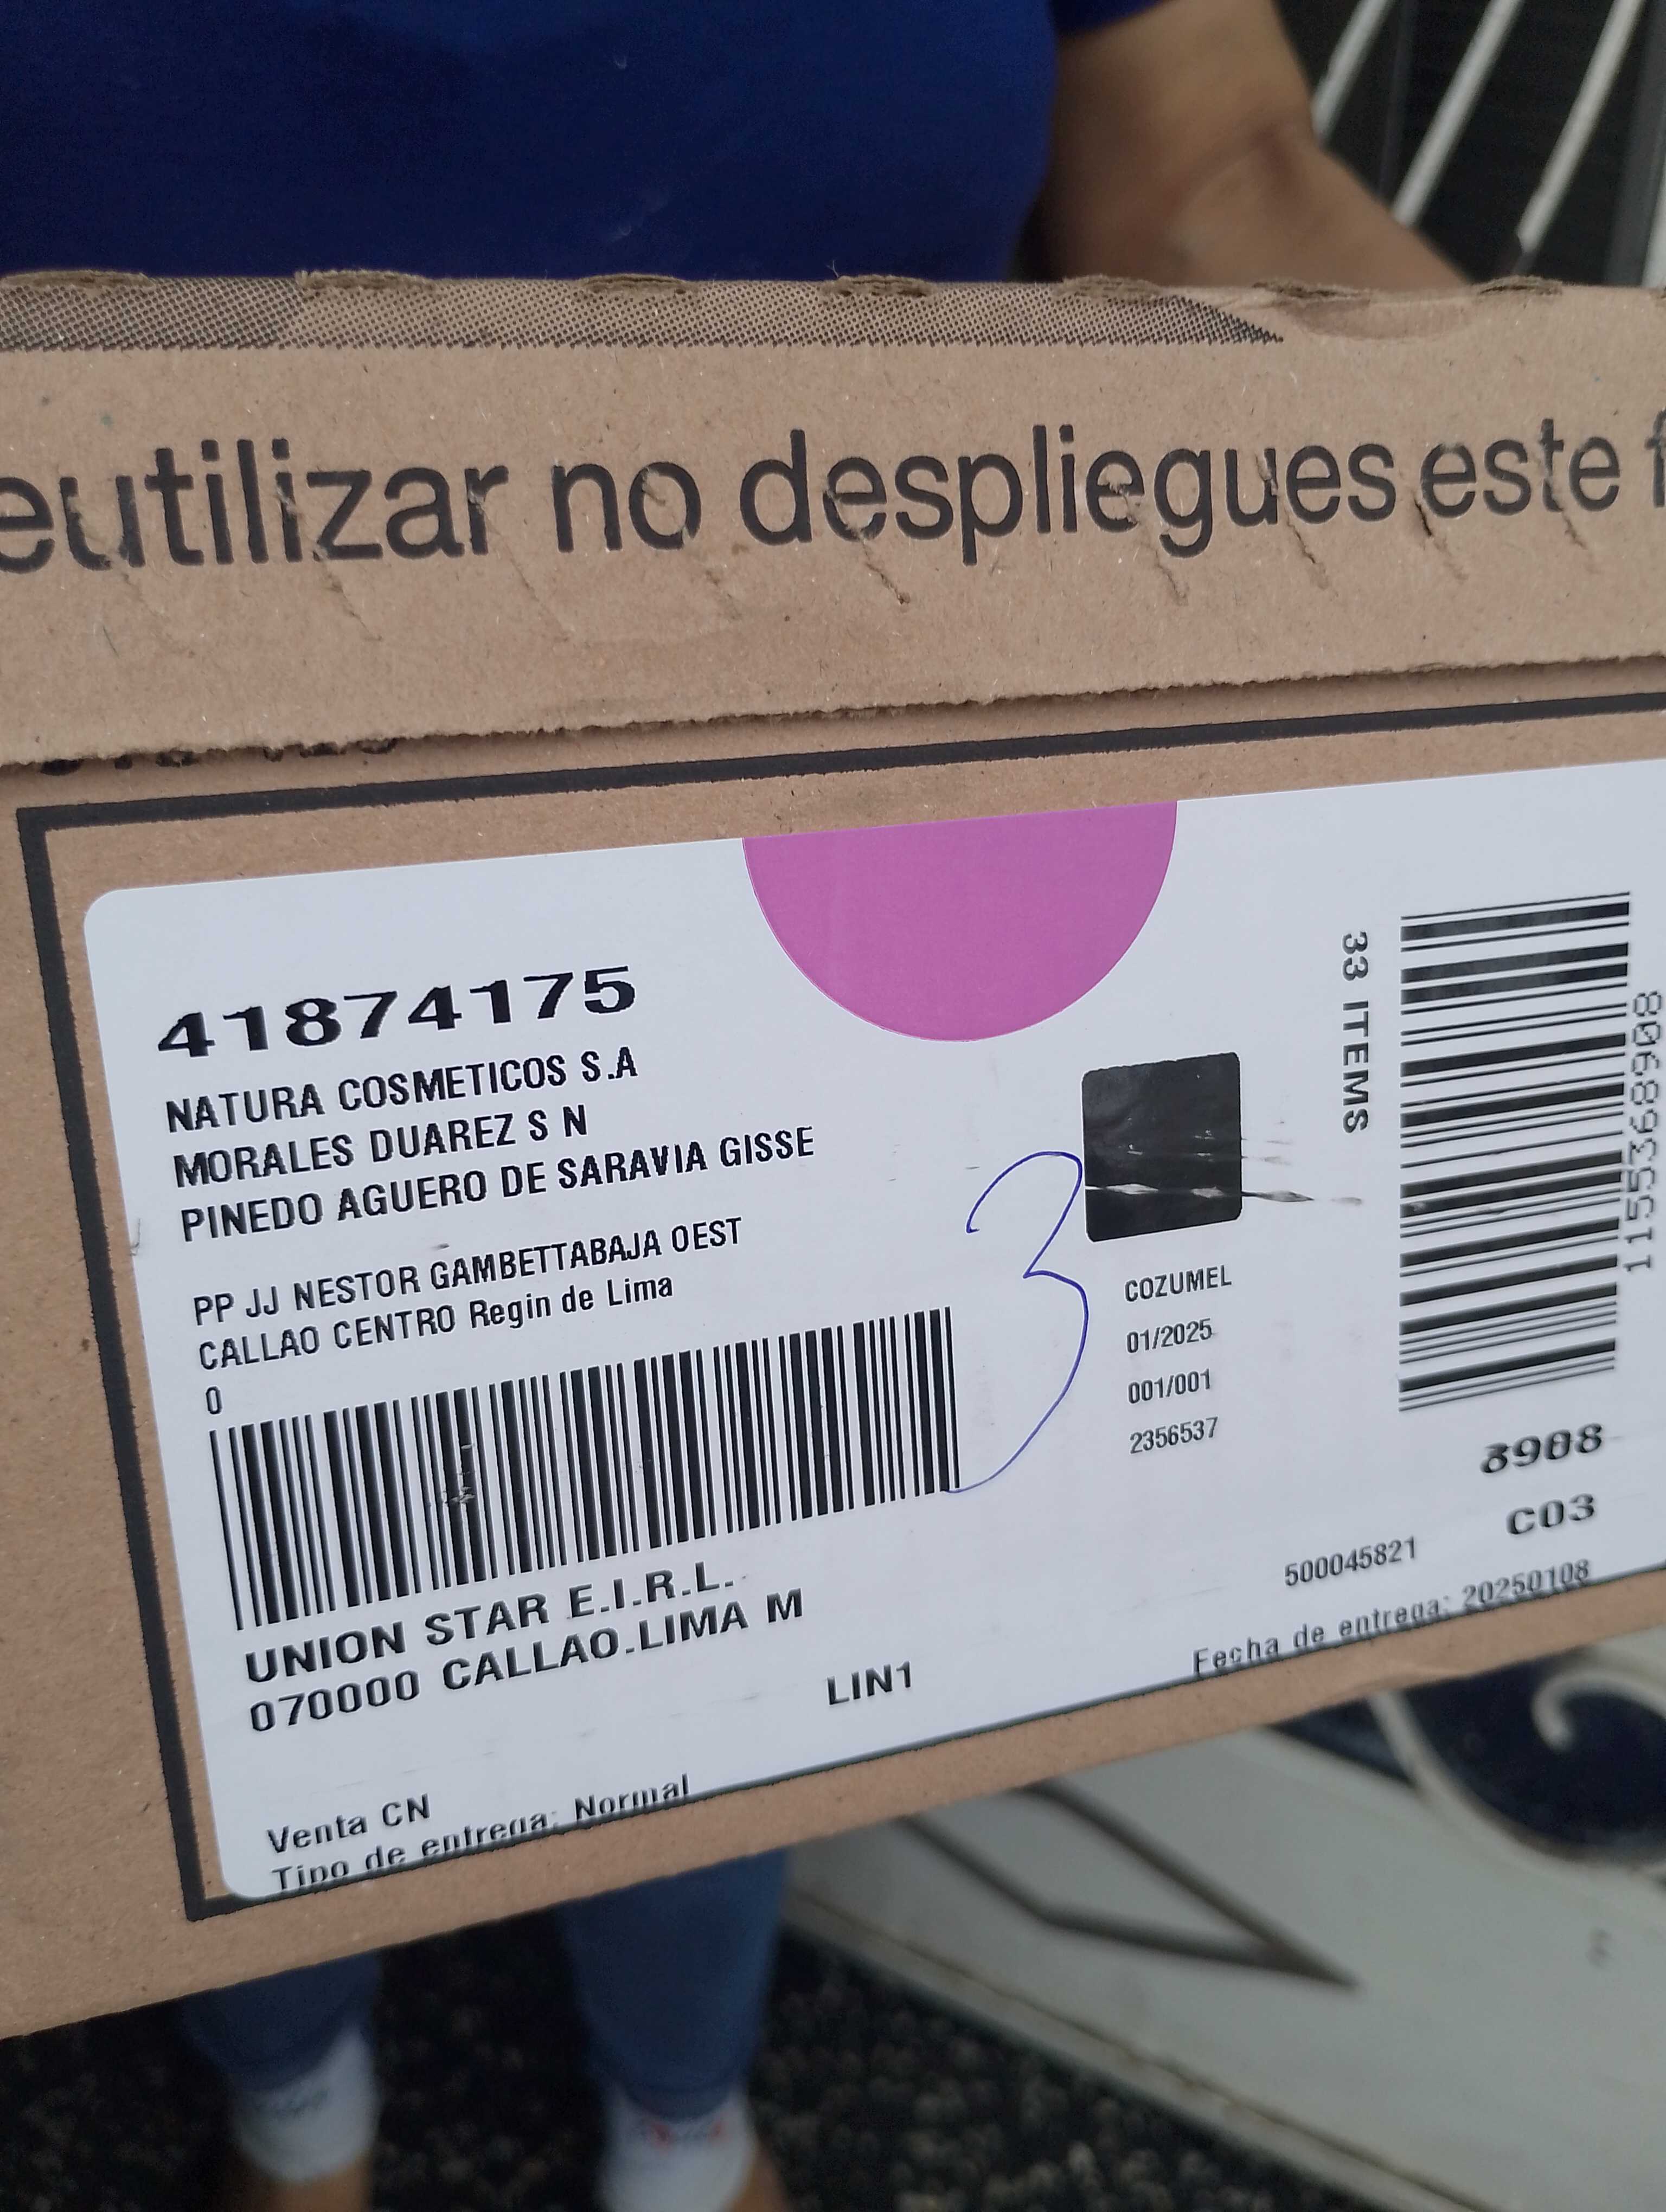 eutilizar no despliegues este f
41874175
NATURA COSMETICOS S.A
MORALES DUAREZ S N
PINEDO AGUERO DE SARAVIA GISSE
PP JJ NESTOR GAMBETTABAJA OEST
CALLAO CENTRO Regin de Lima
0
UNION STAR E.I.R.L.
070000 CALLAO.LIMA M
LIN1
Venta CN
Tipo de entrega: Normal
3
COZUMEL
01/2025
001/001
2356537
33 ITEMS
1155368908
8908
C03
500045821
Fecha de entrega: 20250108